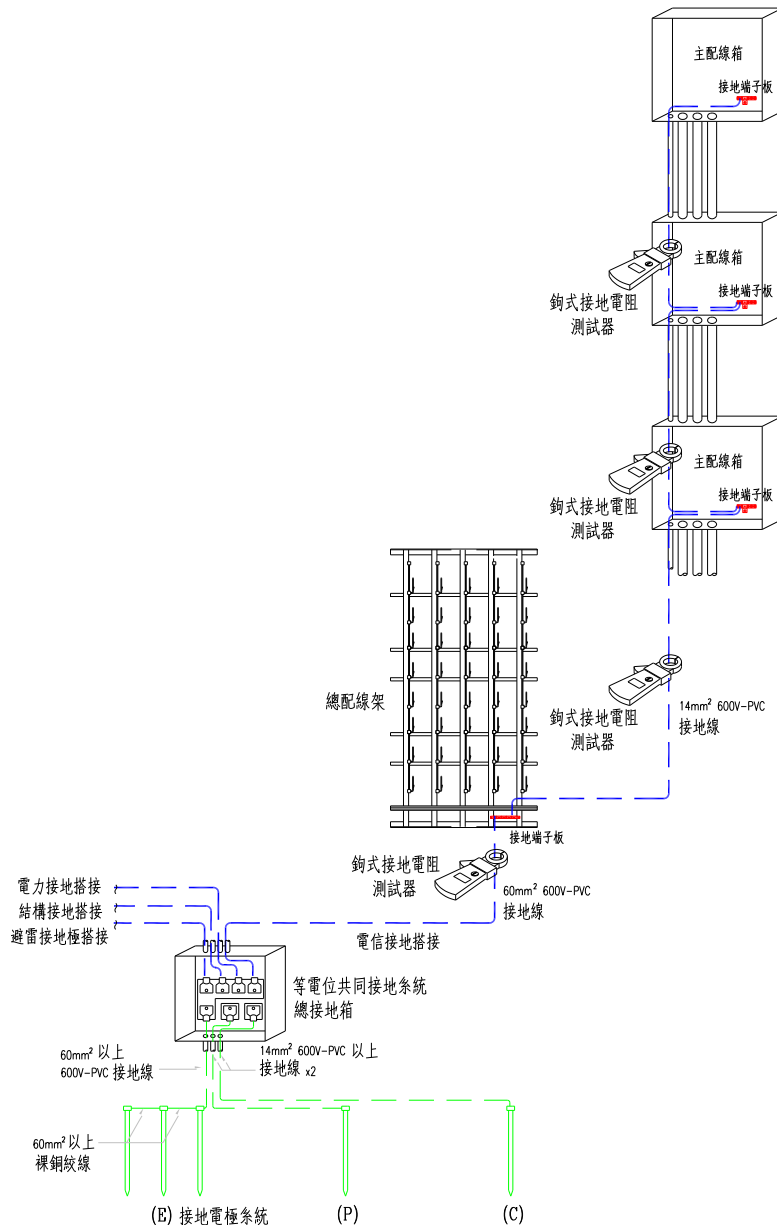 主配線箱
接地端子板
主配線箱
接地端子板
鉤式接地電阻
測試器
主配線箱
接地端子板
鉤式接地電阻
測試器
總配線架
鉤式接地電阻
測試器
14mm² 600V-PVC
接地線
接地端子板
鉤式接地電阻
測試器
60mm² 600V-PVC
接地線
電力接地搭接
結構接地搭接
避雷接地極搭接
電信接地搭接
等電位共同接地系統
總接地箱
60mm² 以上
600V-PVC 接地線
14mm² 600V-PVC 以上
接地線 x2
60mm² 以上
裸銅絞線
(E) 接地電極系統
(P)
(C)